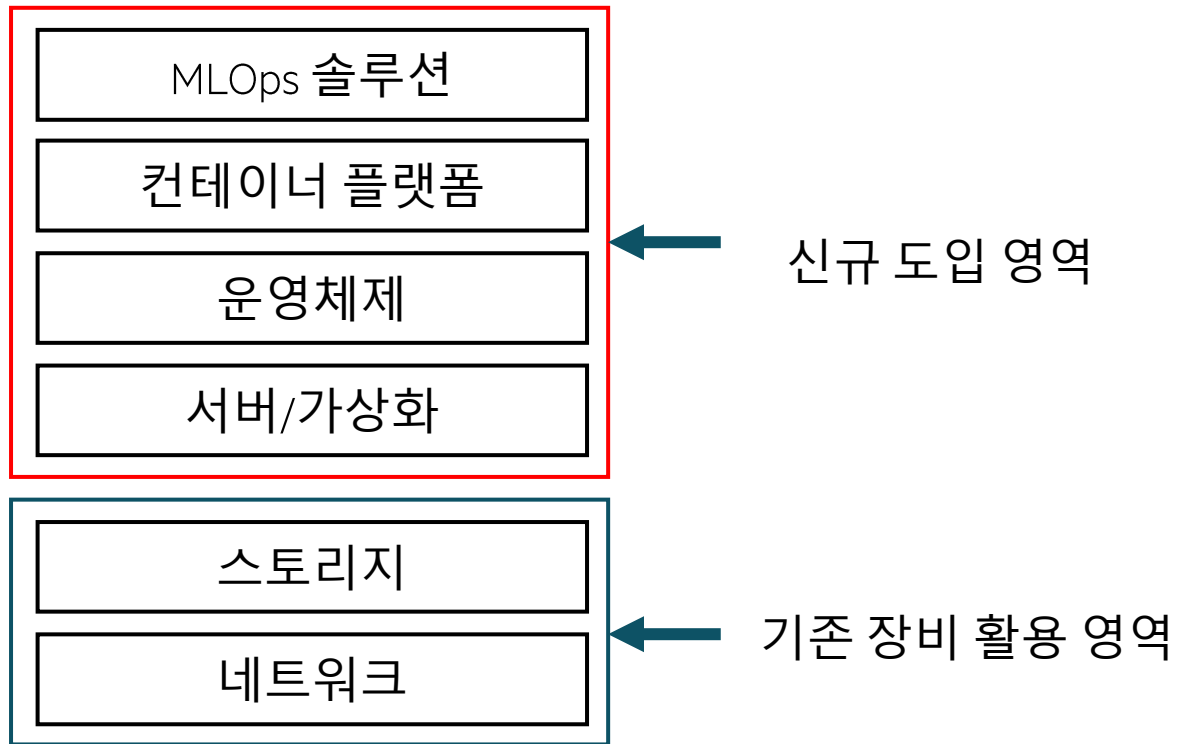 MLOps 솔루션
컨테이너 플랫폼
운영체제
서버/가상화
신규 도입 영역
스토리지
네트워크
기존 장비 활용 영역